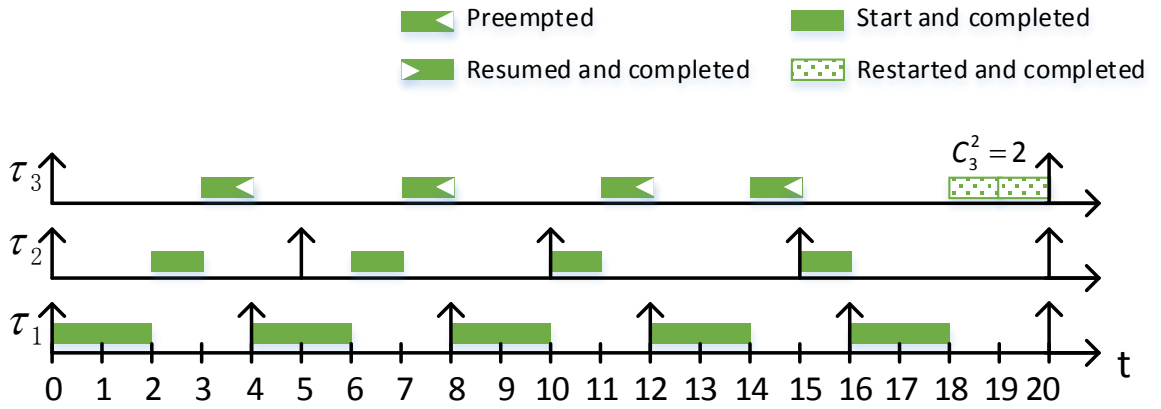 Preempted
Start and completed
Resumed and completed
Restarted and completed
C₃² = 2
τ₃
τ₂
τ₁
0 1 2 3 4 5 6 7 8 9 10 11 12 13 14 15 16 17 18 19 20 t